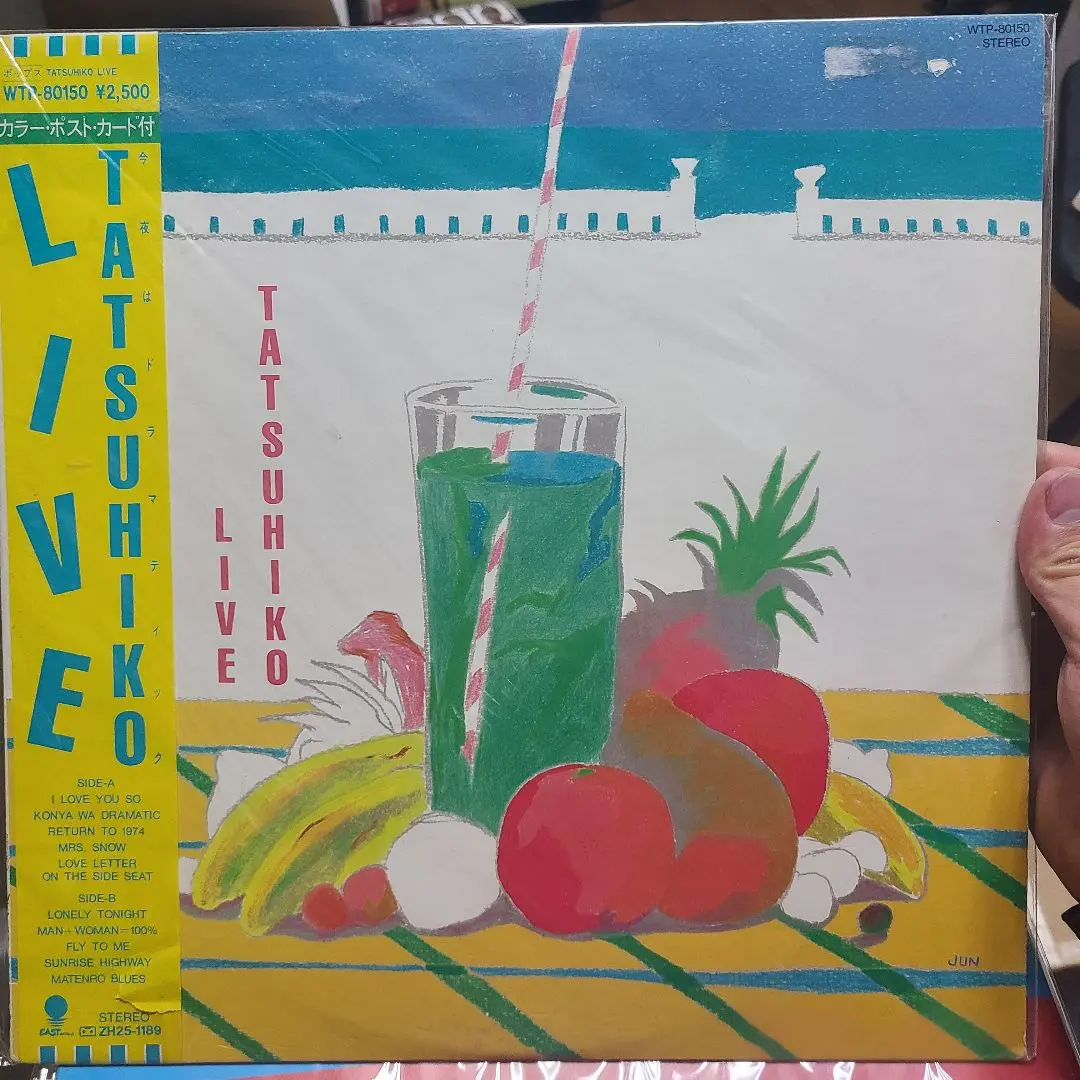 ポップス TATSUHIKO LIVE
WTP-80150 ¥2,500
カラー・ポスト・カード付
LIVE
TATSUHIKO
今夜はドラマティック
SIDE-A
I LOVE YOU SO
KONYA WA DRAMATIC
RETURN TO 1974
MRS. SNOW
LOVE LETTER
ON THE SIDE SEAT
SIDE-B
LONELY TONIGHT
MAN+WOMAN=100%
FLY TO ME
SUNRISE HIGHWAY
MATENRO BLUES
STEREO
EAST WORLD
ZH25-1189
WTP-80150
STEREO
TATSUHIKO
LIVE
JUN